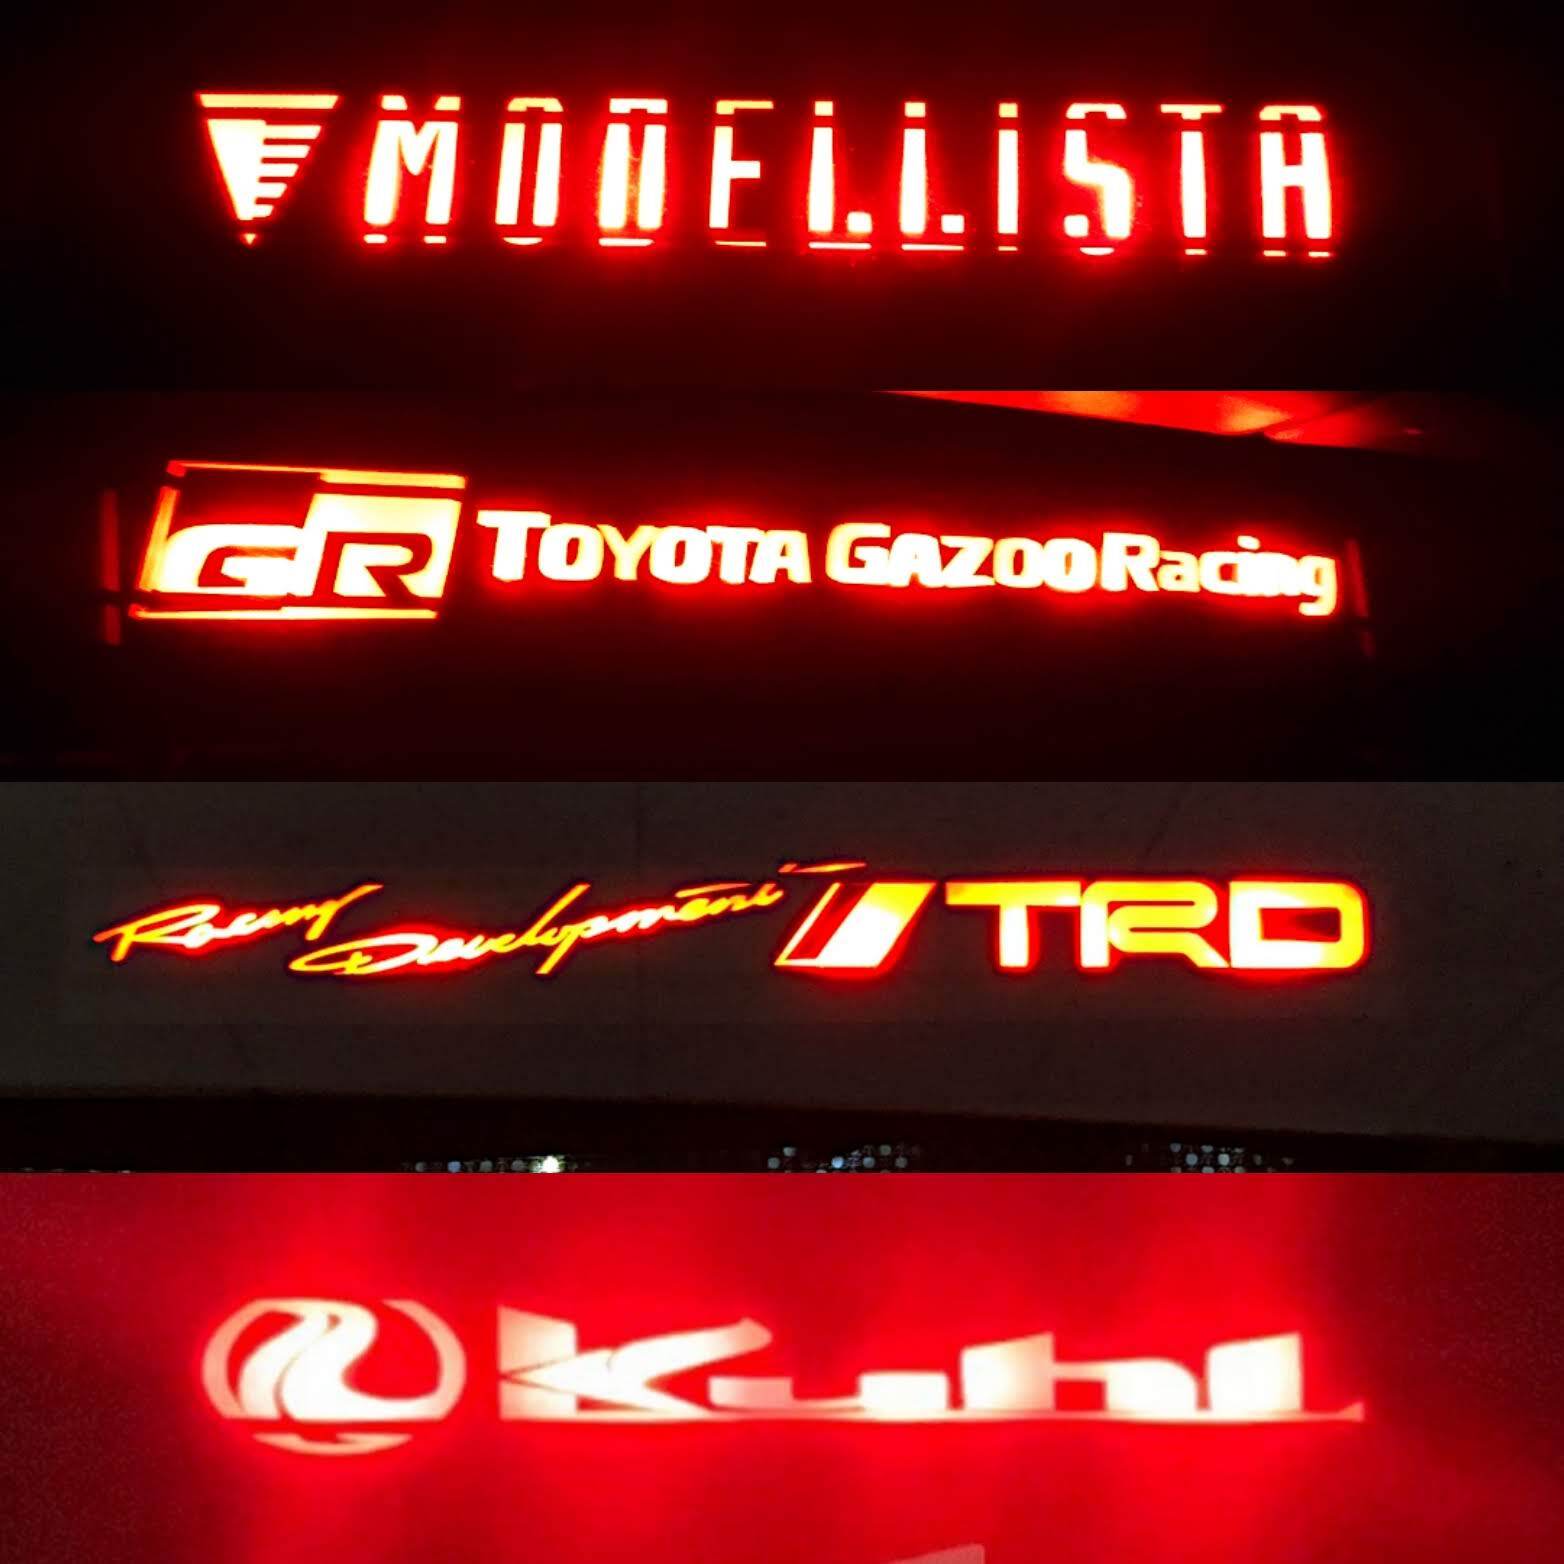 MODELLISTA
GR TOYOTA GAZOO Racing
Racing Development TRD
Kuhl